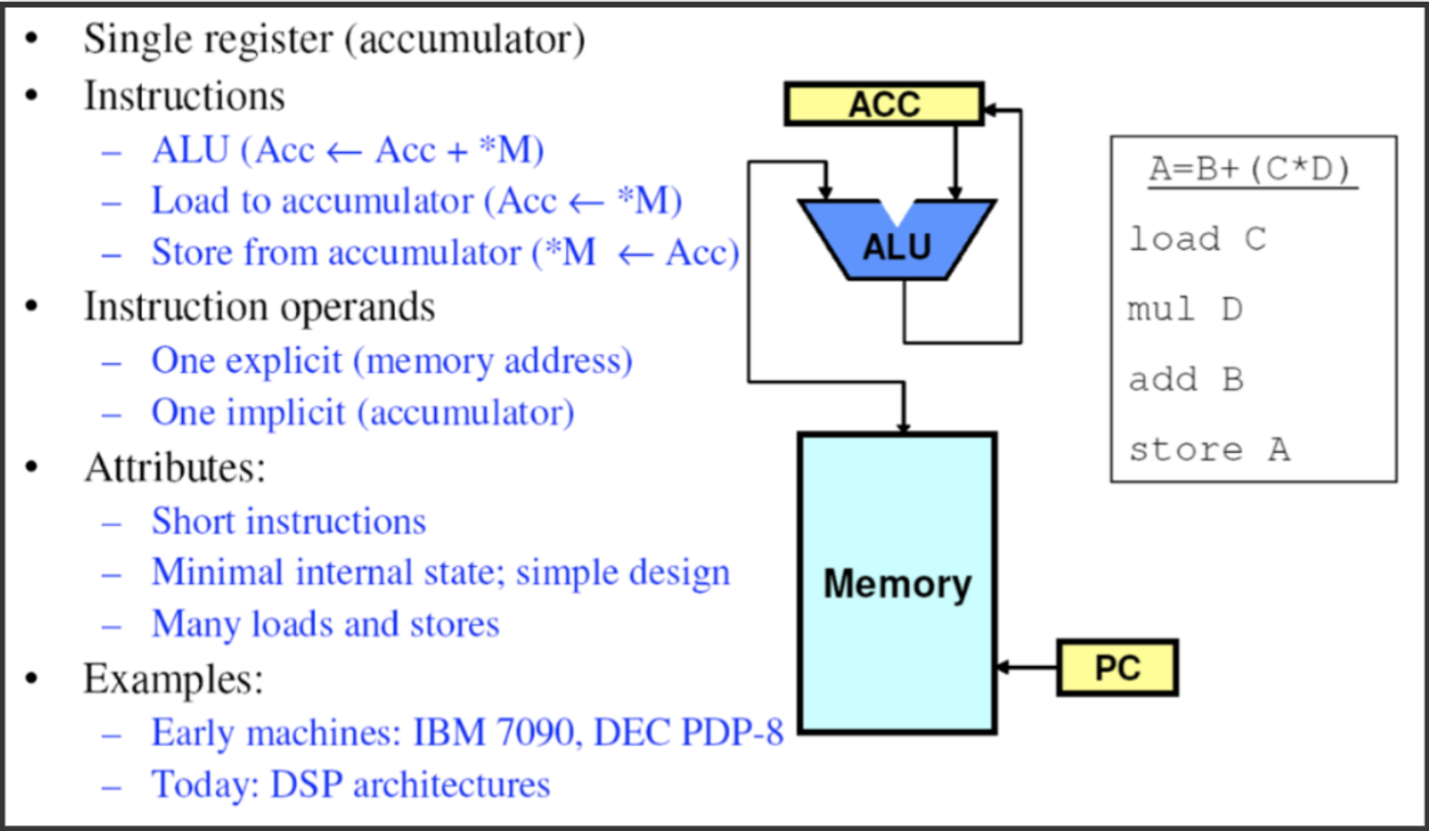 • Single register (accumulator)
• Instructions
– ALU (Acc ← Acc + *M)
– Load to accumulator (Acc ← *M)
– Store from accumulator (*M ← Acc)
• Instruction operands
– One explicit (memory address)
– One implicit (accumulator)
• Attributes:
– Short instructions
– Minimal internal state; simple design
– Many loads and stores
• Examples:
– Early machines: IBM 7090, DEC PDP-8
– Today: DSP architectures
ACC
ALU
Memory
PC
A=B+(C*D)
load C
mul D
add B
store A